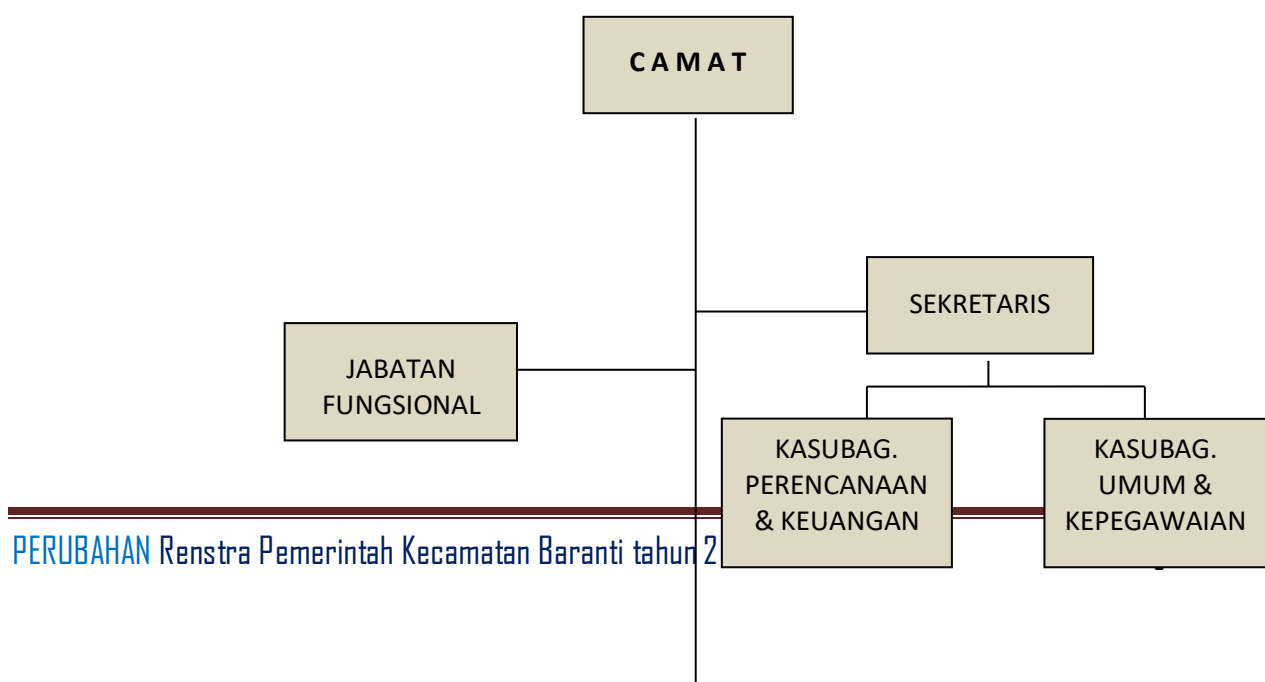 C A M A T
SEKRETARIS
JABATAN
FUNGSIONAL
KASUBAG.
PERENCANAAN
& KEUANGAN
KASUBAG.
UMUM &
KEPEGAWAIAN
PERUBAHAN Renstra Pemerintah Kecamatan Baranti tahun 2